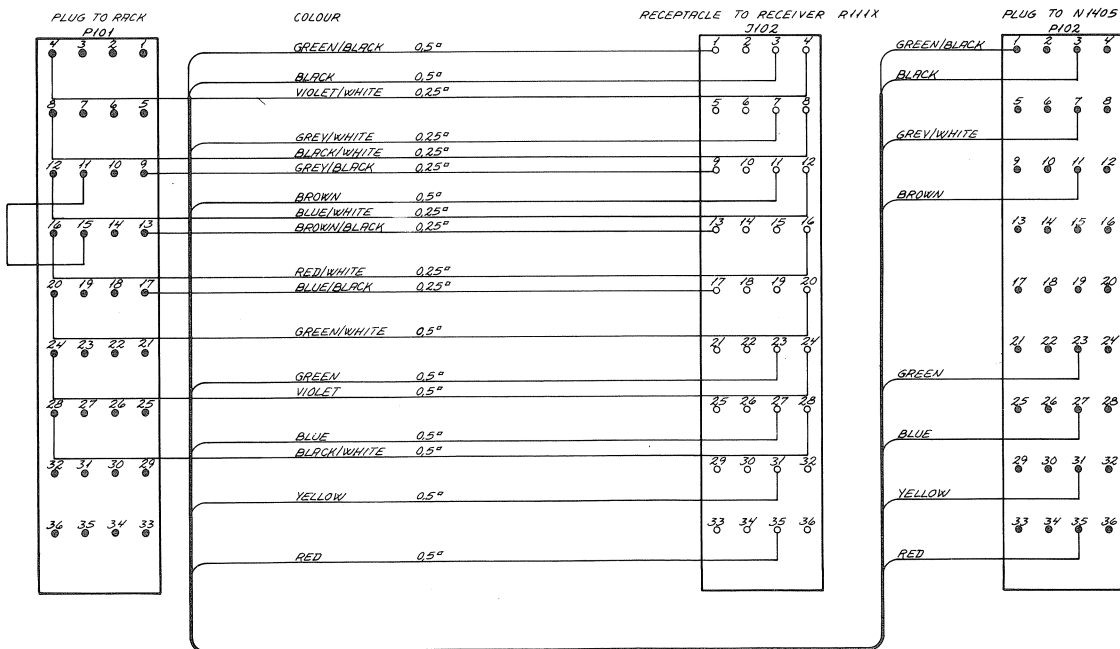 PLUG TO RACK COLOUR RECEPTACLE TO RECEIVER R111X PLUG TO N1405
P101 J102 P102
4 3 2 1 GREEN/BLACK 0,5▫ 1 2 3 4 GREEN/BLACK 1 2 3 4
BLACK 0,5▫ BLACK
VIOLET/WHITE 0,25▫
8 7 6 5 5 6 7 8 5 6 7 8
GREY/WHITE 0,25▫ GREY/WHITE
BLACK/WHITE 0,25▫
12 11 10 9 GREY/BLACK 0,25▫ 9 10 11 12 9 10 11 12
BROWN 0,5▫ BROWN
BLUE/WHITE 0,25▫
16 15 14 13 BROWN/BLACK 0,25▫ 13 14 15 16 13 14 15 16
RED/WHITE 0,25▫
20 19 18 17 BLUE/BLACK 0,25▫ 17 18 19 20 17 18 19 20
GREEN/WHITE 0,5▫
24 23 22 21 21 22 23 24 21 22 23 24
GREEN 0,5▫ GREEN
VIOLET 0,5▫
28 27 26 25 25 26 27 28 25 26 27 28
BLUE 0,5▫ BLUE
BLACK/WHITE 0,5▫
32 31 30 29 29 30 31 32 29 30 31 32
YELLOW 0,5▫ YELLOW
36 35 34 33 33 34 35 36 33 34 35 36
RED 0,5▫ RED